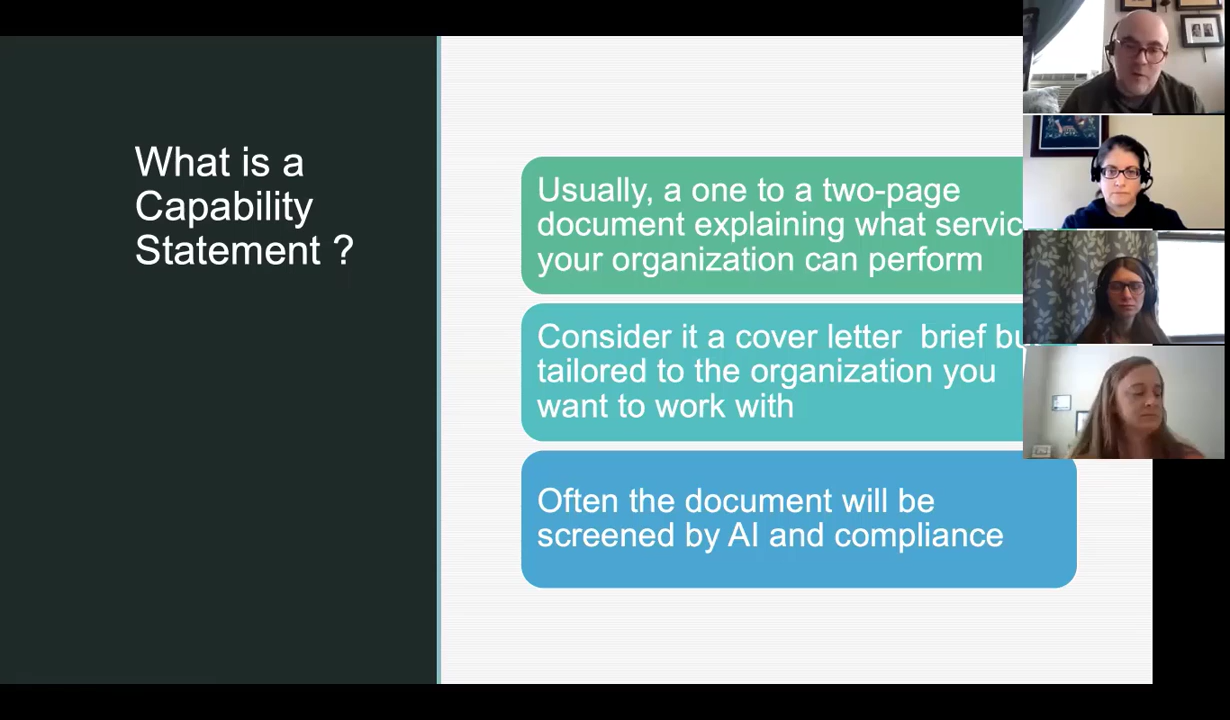 What is a
Capability
Statement ?
Usually, a one to a two-page
document explaining what servic
your organization can perform
Consider it a cover letter  brief bu
tailored to the organization you
want to work with
Often the document will be
screened by AI and compliance